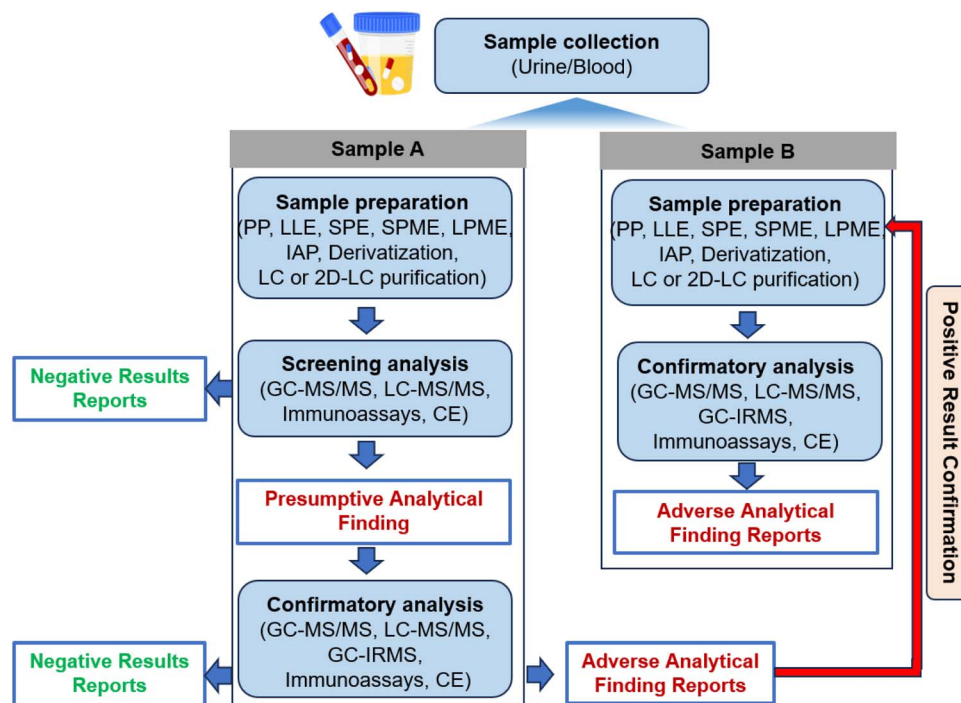 Sample collection
(Urine/Blood)
Sample A
Sample preparation
(PP, LLE, SPE, SPME, LPME,
IAP, Derivatization,
LC or 2D-LC purification)
Screening analysis
(GC-MS/MS, LC-MS/MS,
Immunoassays, CE)
Negative Results
Reports
Presumptive Analytical
Finding
Confirmatory analysis
(GC-MS/MS, LC-MS/MS,
GC-IRMS,
Immunoassays, CE)
Negative Results
Reports
Adverse Analytical
Finding Reports
Sample B
Sample preparation
(PP, LLE, SPE, SPME, LPME,
IAP, Derivatization,
LC or 2D-LC purification)
Confirmatory analysis
(GC-MS/MS, LC-MS/MS,
GC-IRMS,
Immunoassays, CE)
Adverse Analytical
Finding Reports
Positive Result Confirmation